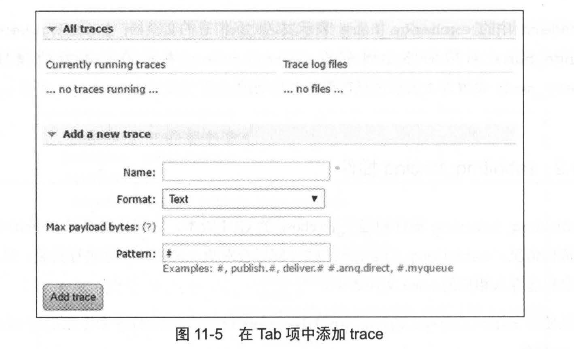 All traces
Currently running traces Trace log files
... no traces running ... ... no files ...
Add a new trace
Name: *
Format: Text
Max payload bytes: (?)
Pattern: #
Examples: #, publish.#, deliver.# #.amq.direct, #.myqueue
Add trace
图 11-5 在 Tab 项中添加 trace